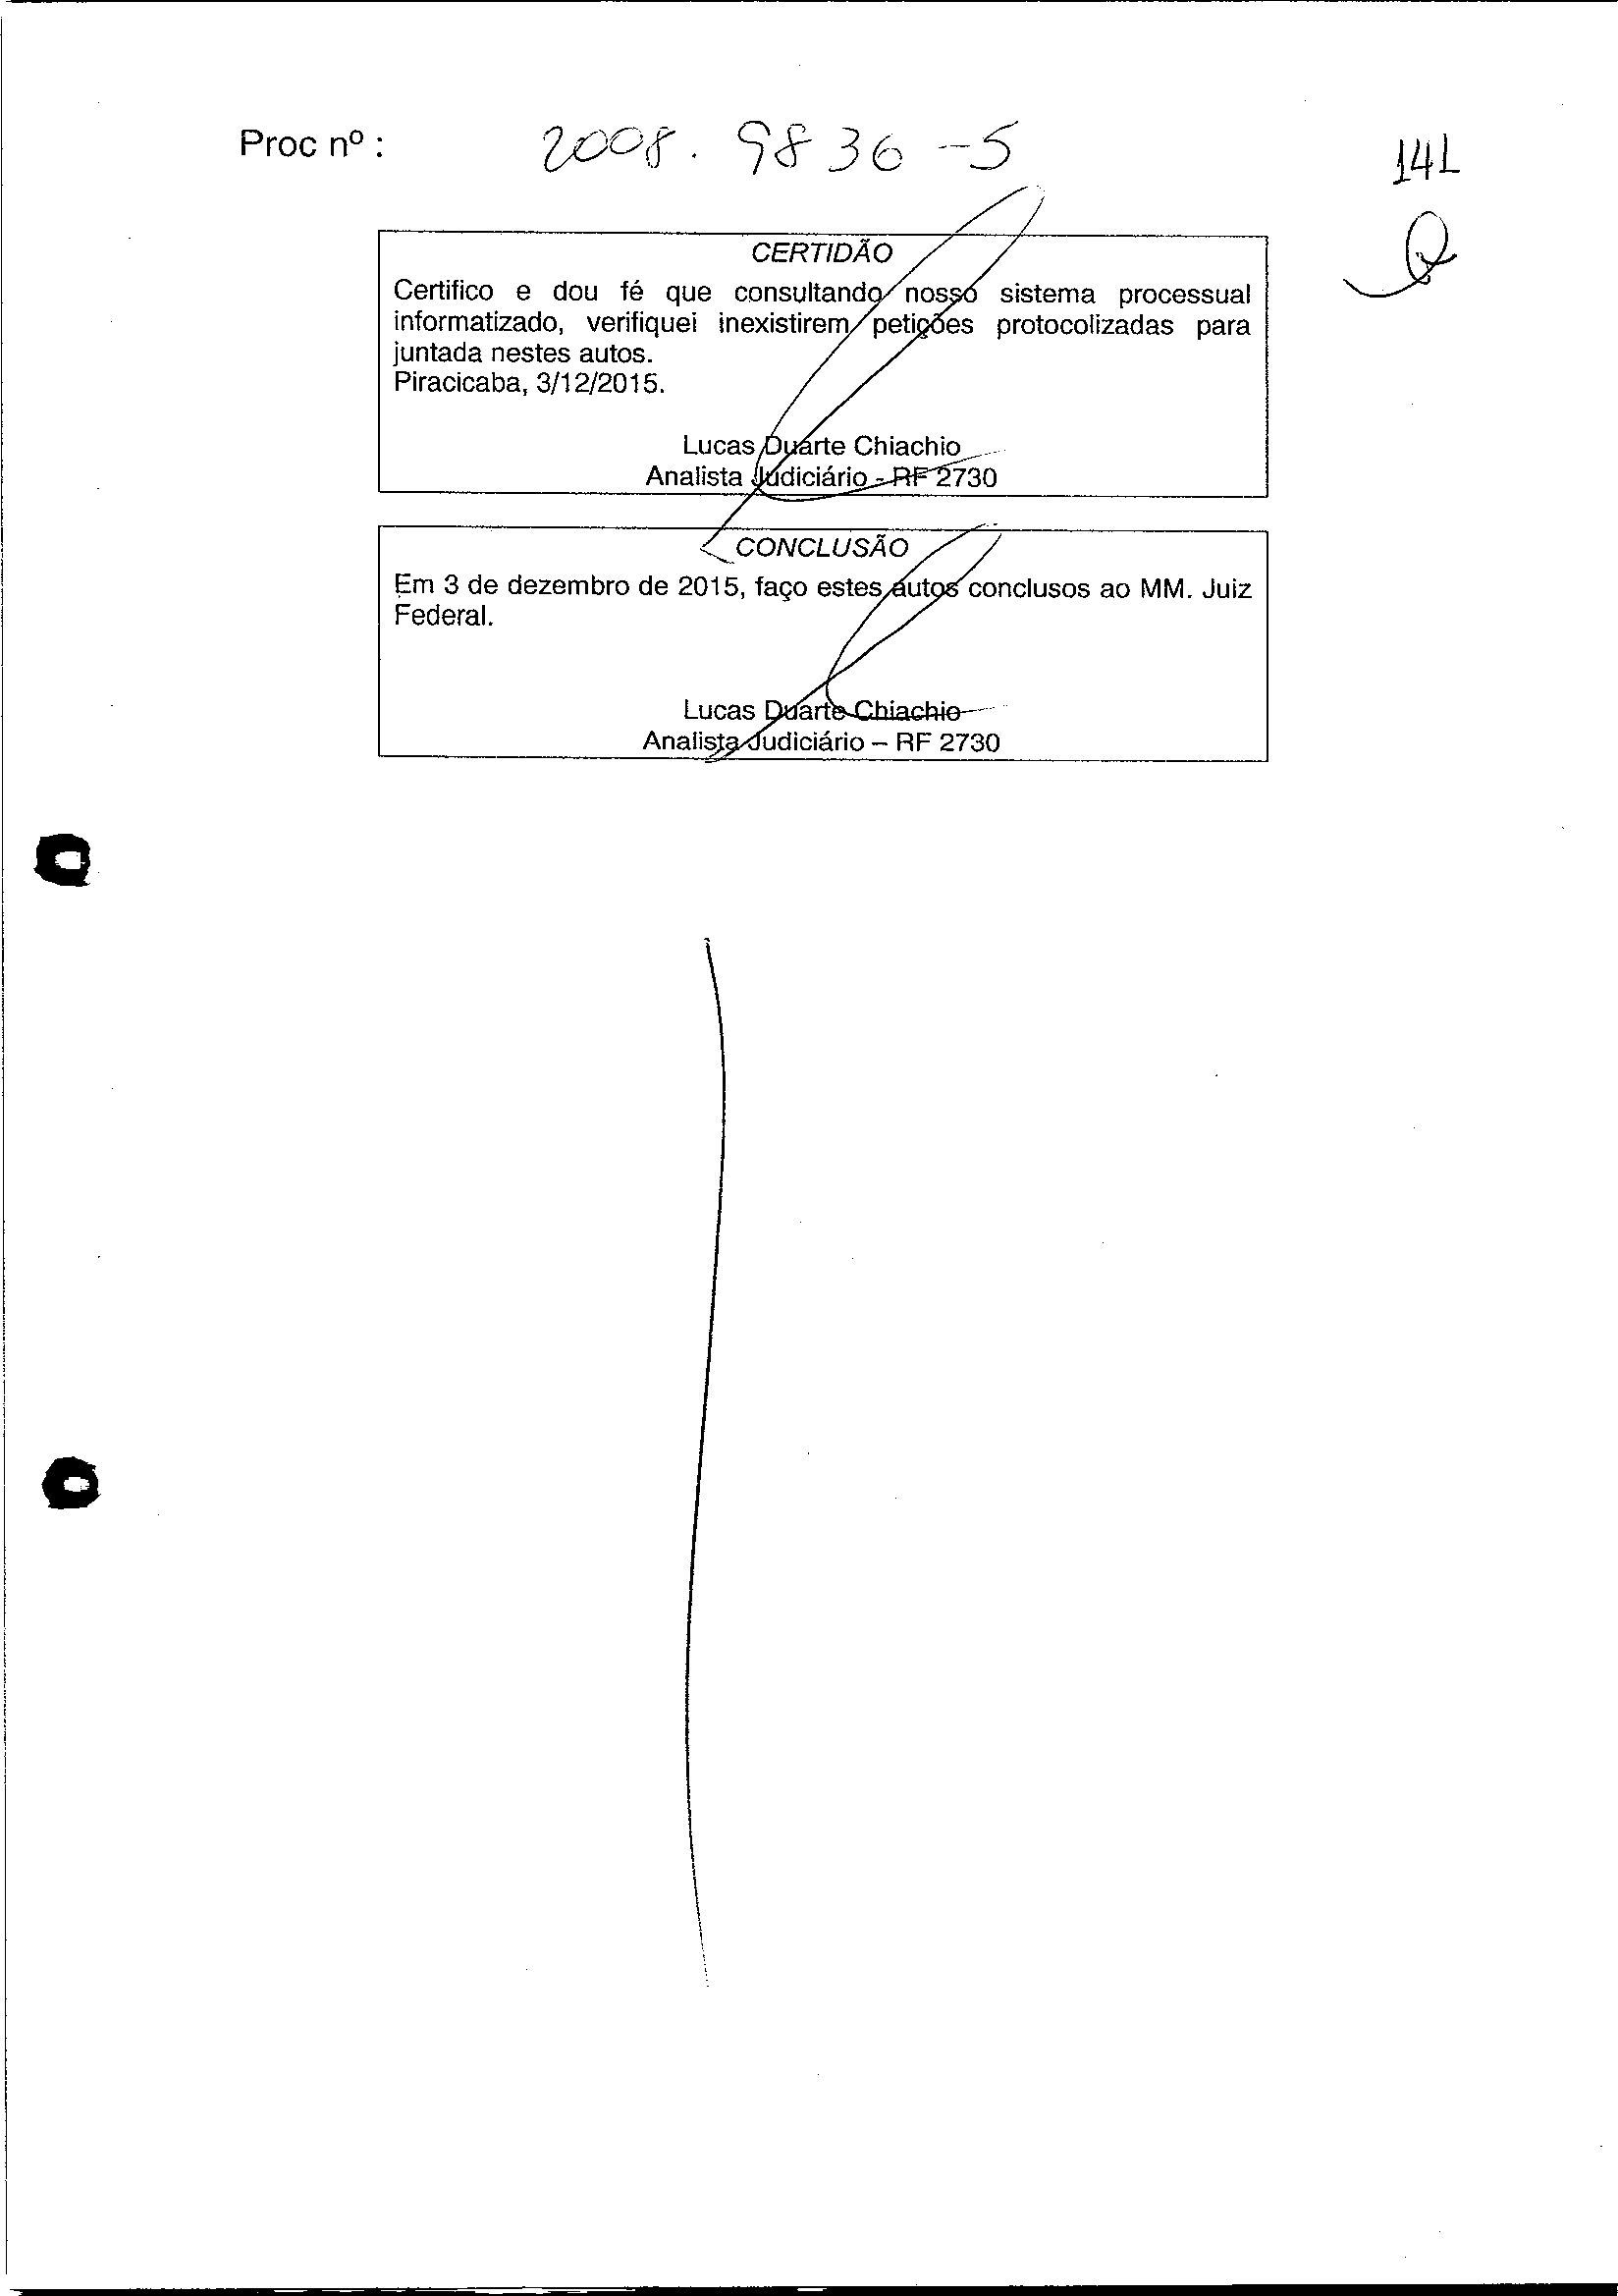 Proc nº : 2008.9836-5
CERTIDÃO
Certifico e dou fé que consultando nosso sistema processual
informatizado, verifiquei inexistirem petições protocolizadas para
juntada nestes autos.
Piracicaba, 3/12/2015.
Lucas Duarte Chiachio
Analista Judiciário - RF 2730
CONCLUSÃO
Em 3 de dezembro de 2015, faço estes autos conclusos ao MM. Juiz
Federal.
Lucas Duarte Chiachio
Analista Judiciário – RF 2730